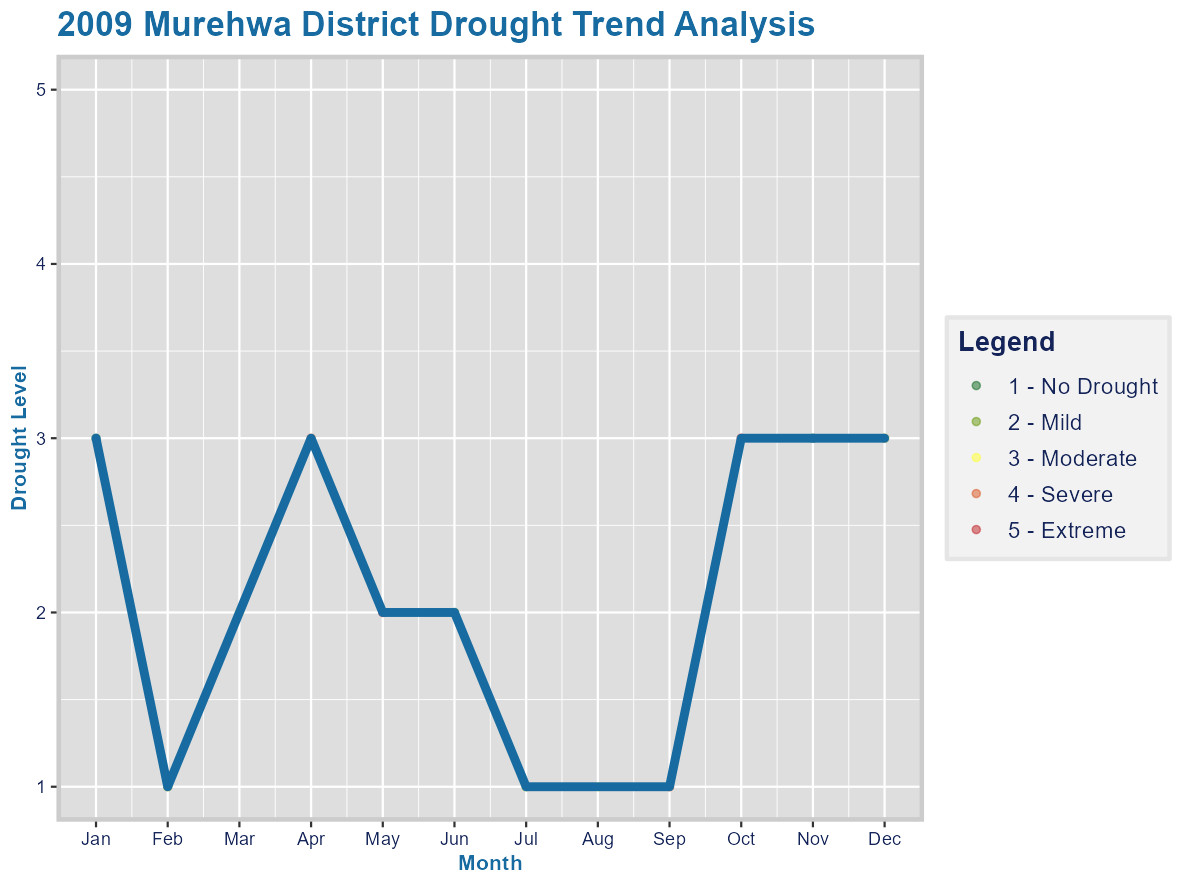 2009 Murehwa District Drought Trend Analysis
5
4
3
2
1
Drought Level
Jan Feb Mar Apr May Jun Jul Aug Sep Oct Nov Dec
Month
Legend
1 - No Drought
2 - Mild
3 - Moderate
4 - Severe
5 - Extreme